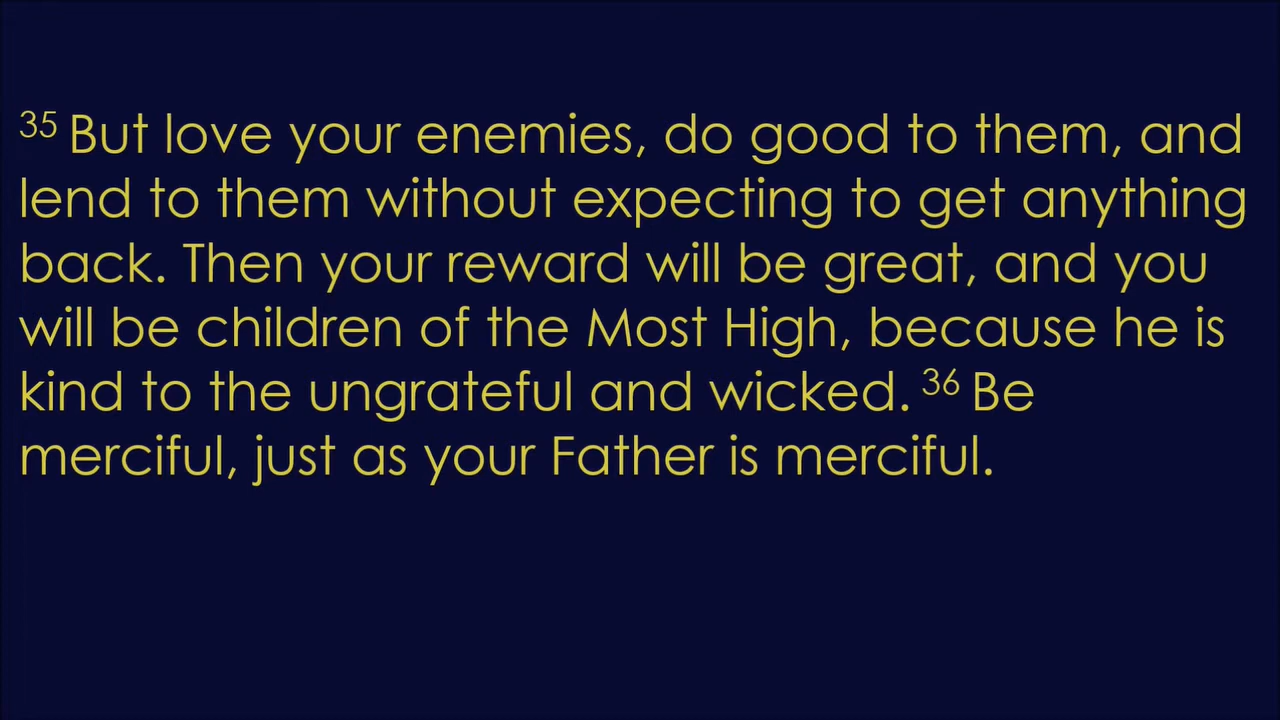 35 But love your enemies, do good to them, and
lend to them without expecting to get anything
back. Then your reward will be great, and you
will be children of the Most High, because he is
kind to the ungrateful and wicked. 36 Be
merciful, just as your Father is merciful.